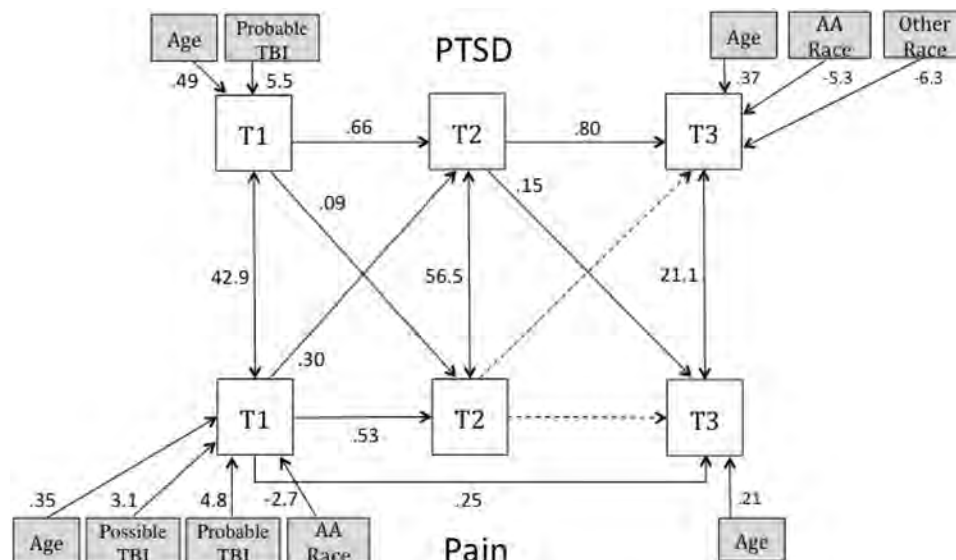 Age
Probable
TBI
PTSD
Age
AA
Race
Other
Race
.49
5.5
.37
-5.3
-6.3
T1
.66
T2
.80
T3
.09
.15
42.9
56.5
21.1
.30
T1
.53
T2
T3
.35
3.1
4.8
-2.7
.25
.21
Age
Possible
TBI
Probable
TBI
AA
Race
Pain
Age